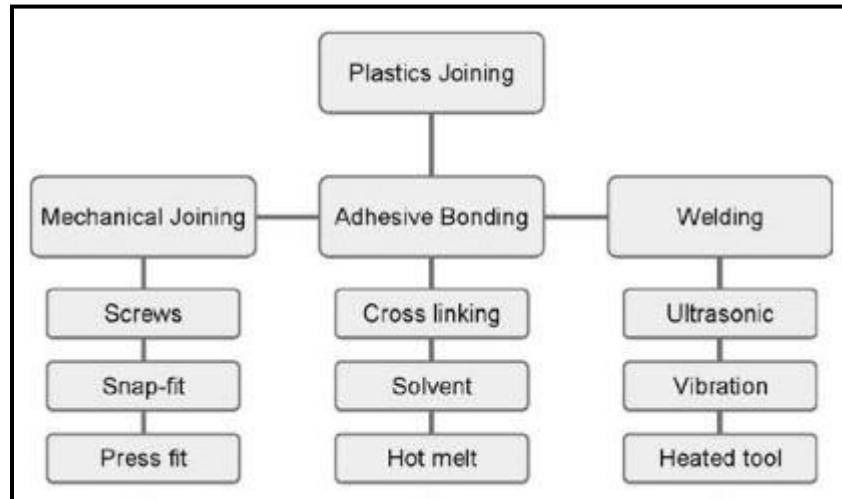 Plastics Joining
Mechanical Joining
Adhesive Bonding
Welding
Screws
Cross linking
Ultrasonic
Snap-fit
Solvent
Vibration
Press fit
Hot melt
Heated tool